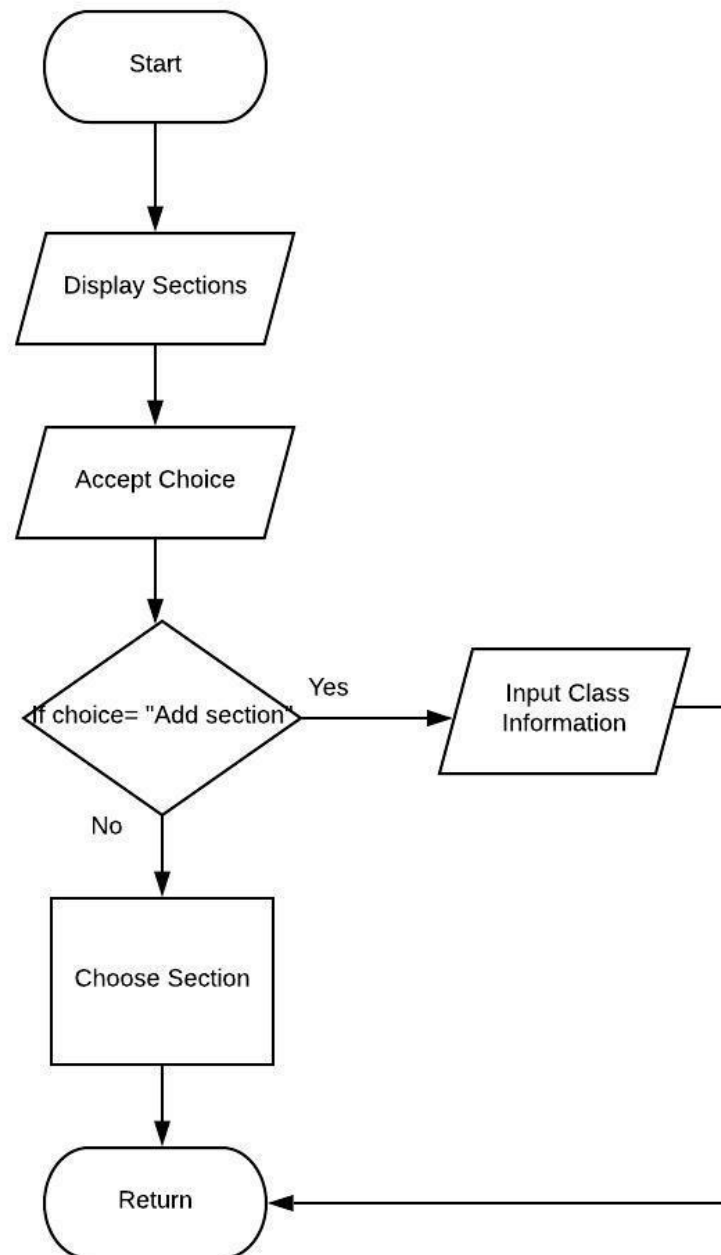 Start
Display Sections
Accept Choice
If choice= "Add section"
Yes
Input Class
Information
No
Choose Section
Return